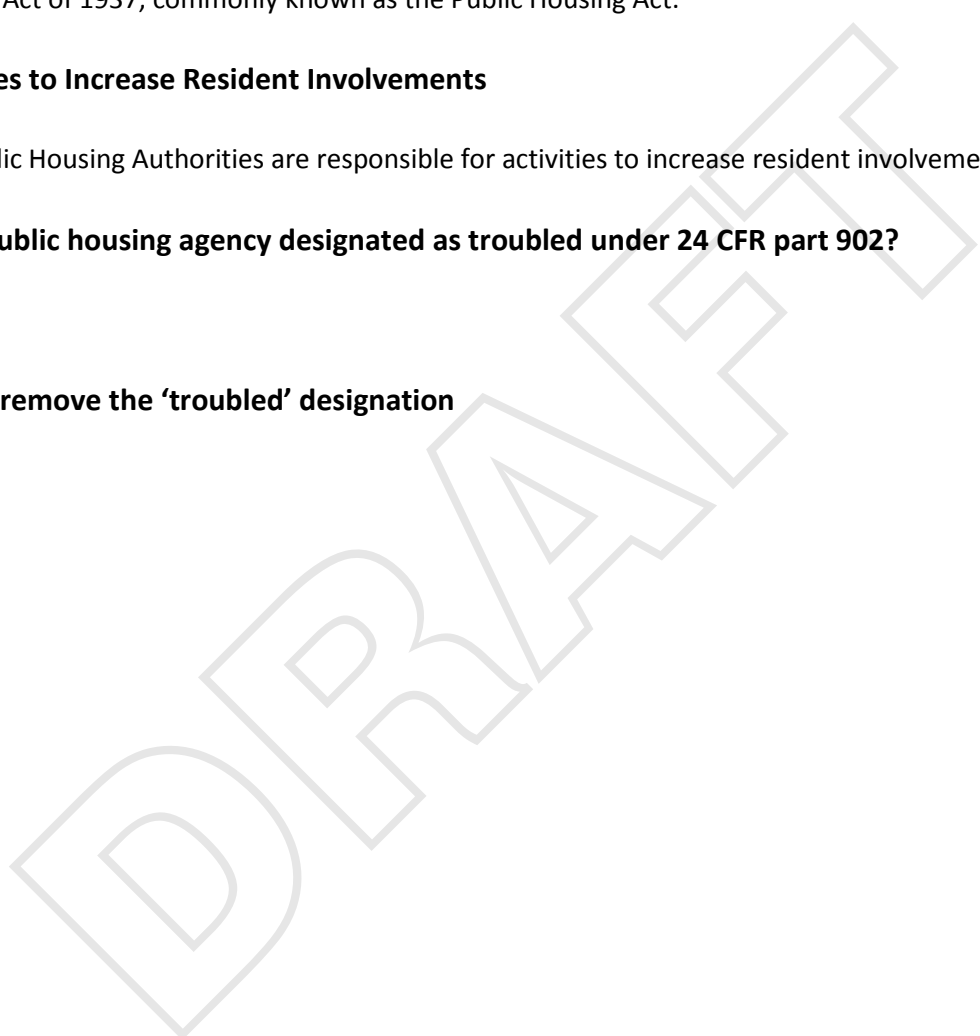 Act of 1937, commonly known as the Public Housing Act.
es to Increase Resident Involvements
lic Housing Authorities are responsible for activities to increase resident involveme
ublic housing agency designated as troubled under 24 CFR part 902?
remove the ‘troubled’ designation
DRAFT